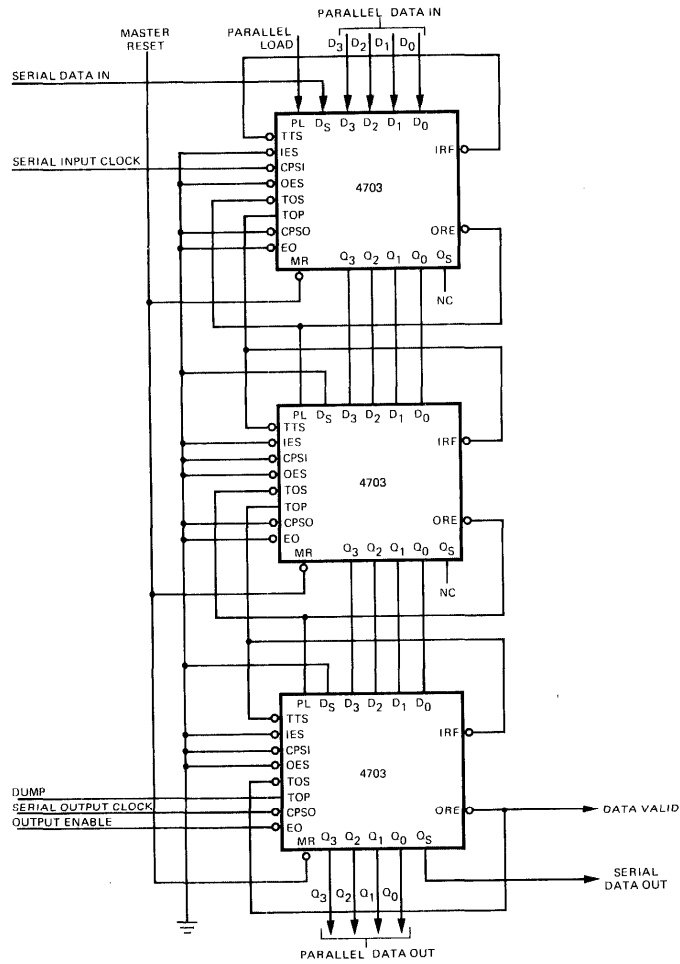 PARALLEL DATA IN
MASTER RESET
PARALLEL LOAD
D3 D2 D1 D0
SERIAL DATA IN
PL DS D3 D2 D1 D0
TTS
IES
IRF
SERIAL INPUT CLOCK
CPSI
OES
4703
TOS
TOP
CPSO
ORE
EO
MR Q3 Q2 Q1 Q0 QS
NC
PL DS D3 D2 D1 D0
TTS
IES
IRF
CPSI
OES
4703
TOS
TOP
CPSO
ORE
EO
MR Q3 Q2 Q1 Q0 QS
NC
PL DS D3 D2 D1 D0
TTS
IES
IRF
CPSI
OES
4703
TOS
DUMP
TOP
SERIAL OUTPUT CLOCK
CPSO
ORE
DATA VALID
OUTPUT ENABLE
EO
MR Q3 Q2 Q1 Q0 QS
SERIAL DATA OUT
Q3 Q2 Q1 Q0
PARALLEL DATA OUT